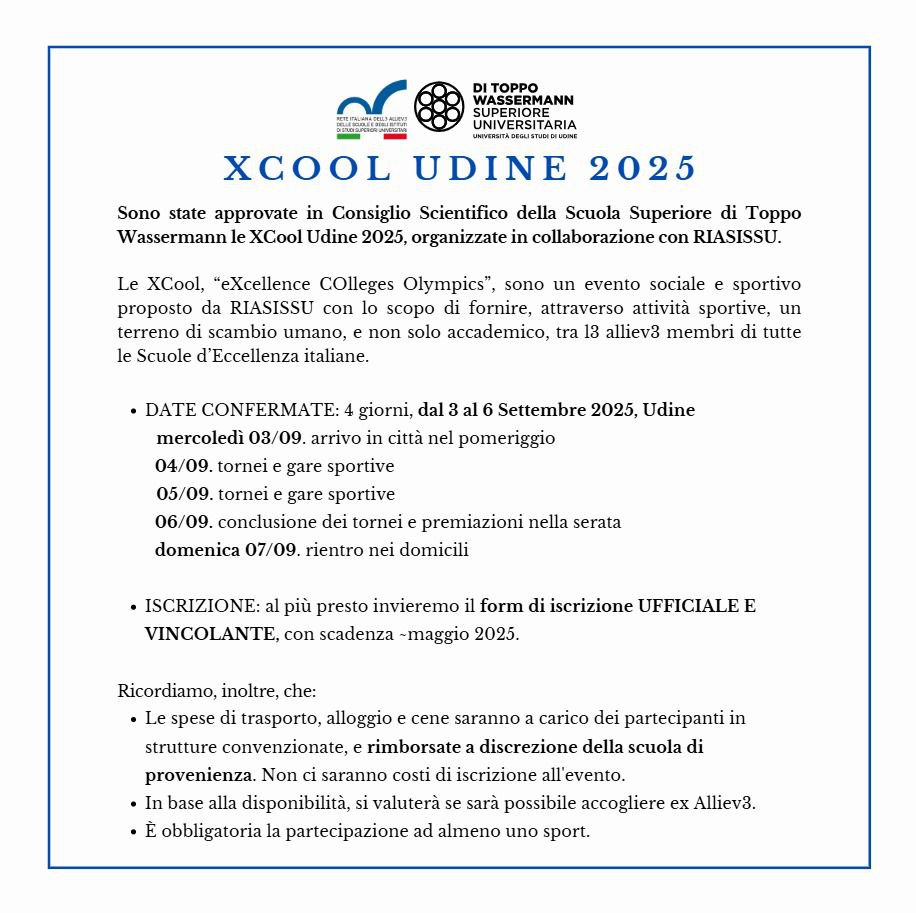 RETE ITALIANA DELL3 ALLIEV3
DELLE SCUOLE E DEGLI ISTITUTI
DI STUDI SUPERIORI UNIVERSITARI
DI TOPPO
WASSERMANN
SUPERIORE
UNIVERSITARIA
UNIVERSITÀ DEGLI STUDI DI UDINE
XCOOL UDINE 2025
Sono state approvate in Consiglio Scientifico della Scuola Superiore di Toppo
Wassermann le XCool Udine 2025, organizzate in collaborazione con RIASISSU.
Le XCool, “eXcellence COlleges Olympics”, sono un evento sociale e sportivo
proposto da RIASISSU con lo scopo di fornire, attraverso attività sportive, un
terreno di scambio umano, e non solo accademico, tra l3 alliev3 membri di tutte
le Scuole d’Eccellenza italiane.
• DATE CONFERMATE: 4 giorni, dal 3 al 6 Settembre 2025, Udine
mercoledì 03/09. arrivo in città nel pomeriggio
04/09. tornei e gare sportive
05/09. tornei e gare sportive
06/09. conclusione dei tornei e premiazioni nella serata
domenica 07/09. rientro nei domicili
• ISCRIZIONE: al più presto invieremo il form di iscrizione UFFICIALE E
VINCOLANTE, con scadenza ~maggio 2025.
Ricordiamo, inoltre, che:
• Le spese di trasporto, alloggio e cene saranno a carico dei partecipanti in
strutture convenzionate, e rimborsate a discrezione della scuola di
provenienza. Non ci saranno costi di iscrizione all'evento.
• In base alla disponibilità, si valuterà se sarà possibile accogliere ex Alliev3.
• È obbligatoria la partecipazione ad almeno uno sport.